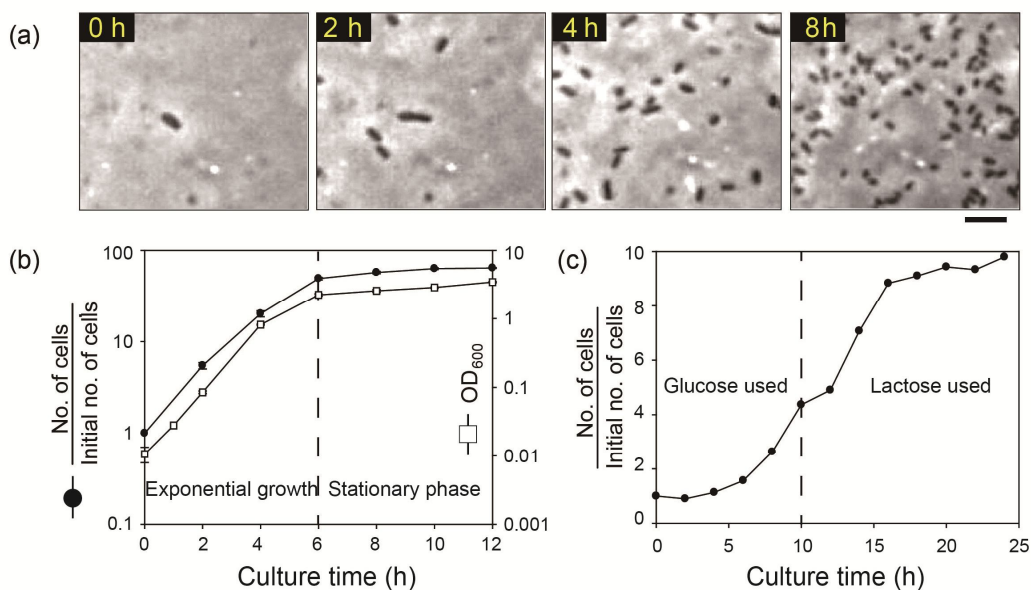 (a)
0 h
2 h
4 h
8h
(b)
100
10
1
0.1
No. of cells
Initial no. of cells
10
1
0.1
0.01
0.001
OD600
Exponential growth
Stationary phase
0 2 4 6 8 10 12
Culture time (h)
(c)
10
8
6
4
2
0
No. of cells
Initial no. of cells
Glucose used
Lactose used
0 5 10 15 20 25
Culture time (h)